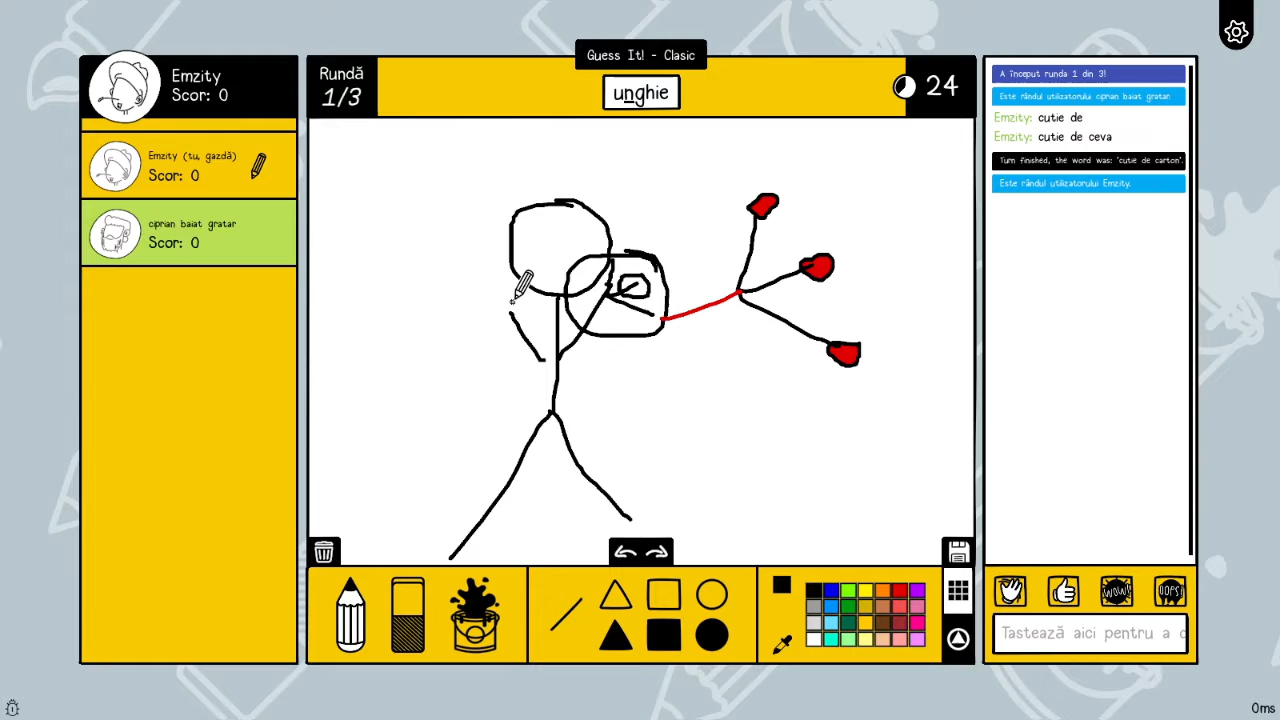 Guess It! - Clasic
Emzity
Scor: 0
Rundă
1/3
unghie
24
Emzity (tu, gazdă)
Scor: 0
ciprian baiat gratar
Scor: 0
A început runda 1 din 3!
Este rândul utilizatorului ciprian baiat gratar
Emzity: cutie de
Emzity: cutie de ceva
Turn finished, the word was: 'cutie de carton'.
Este rândul utilizatorului Emzity.
WOW!
OOPS!
Tastează aici pentru a c
0ms